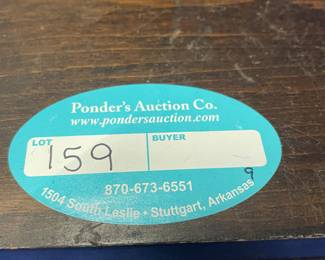 Ponder's Auction Co.
www.pondersauction.com
LOT BUYER
159
870-673-6551
9
1504 South Leslie • Stuttgart, Arkansas